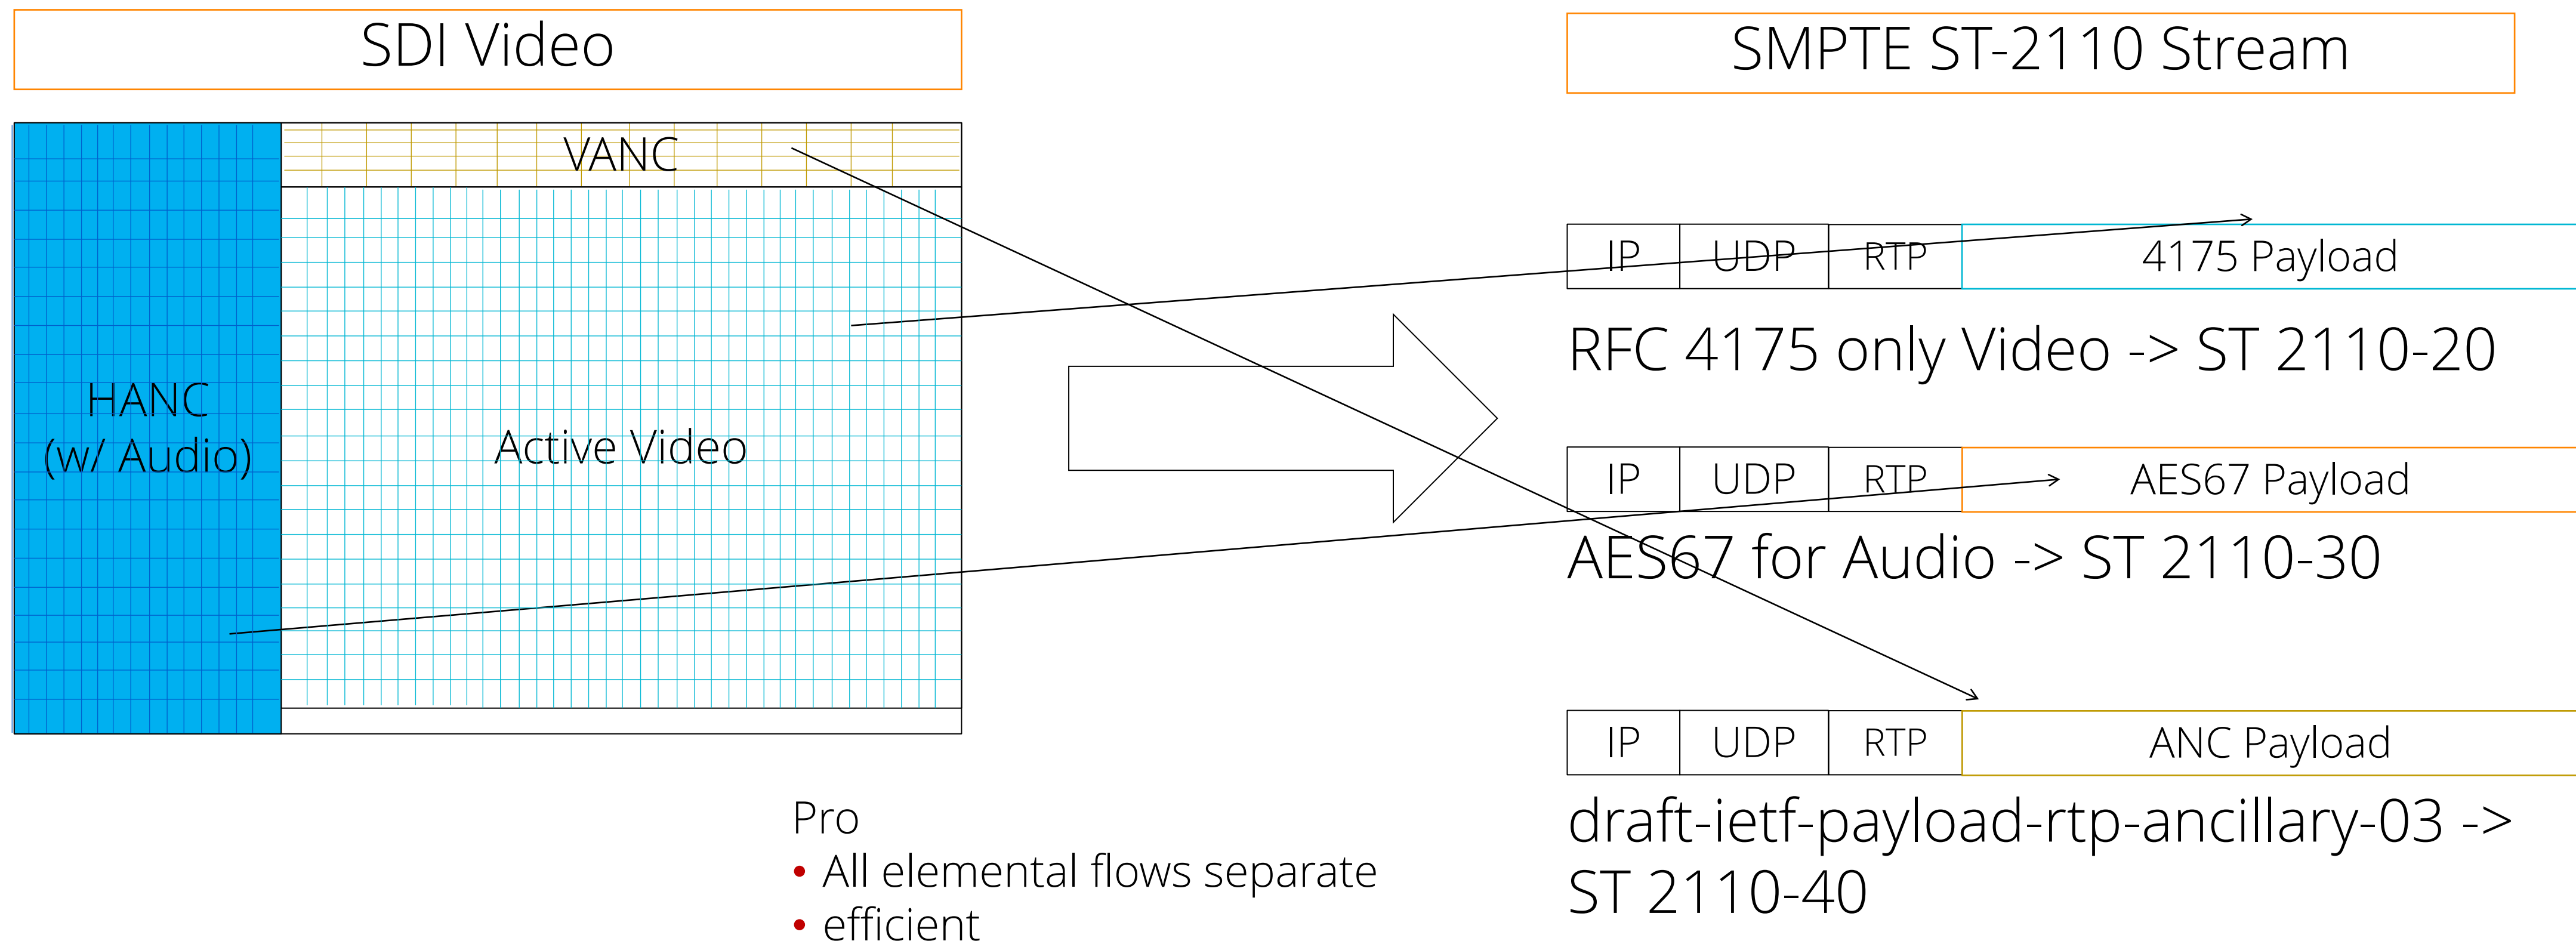 SDI Video
VANC
HANC
(w/ Audio)
Active Video
Pro
• All elemental flows separate
• efficient
SMPTE ST-2110 Stream
IP UDP RTP 4175 Payload
RFC 4175 only Video -> ST 2110-20
IP UDP RTP AES67 Payload
AES67 for Audio -> ST 2110-30
IP UDP RTP ANC Payload
draft-ietf-payload-rtp-ancillary-03 ->
ST 2110-40